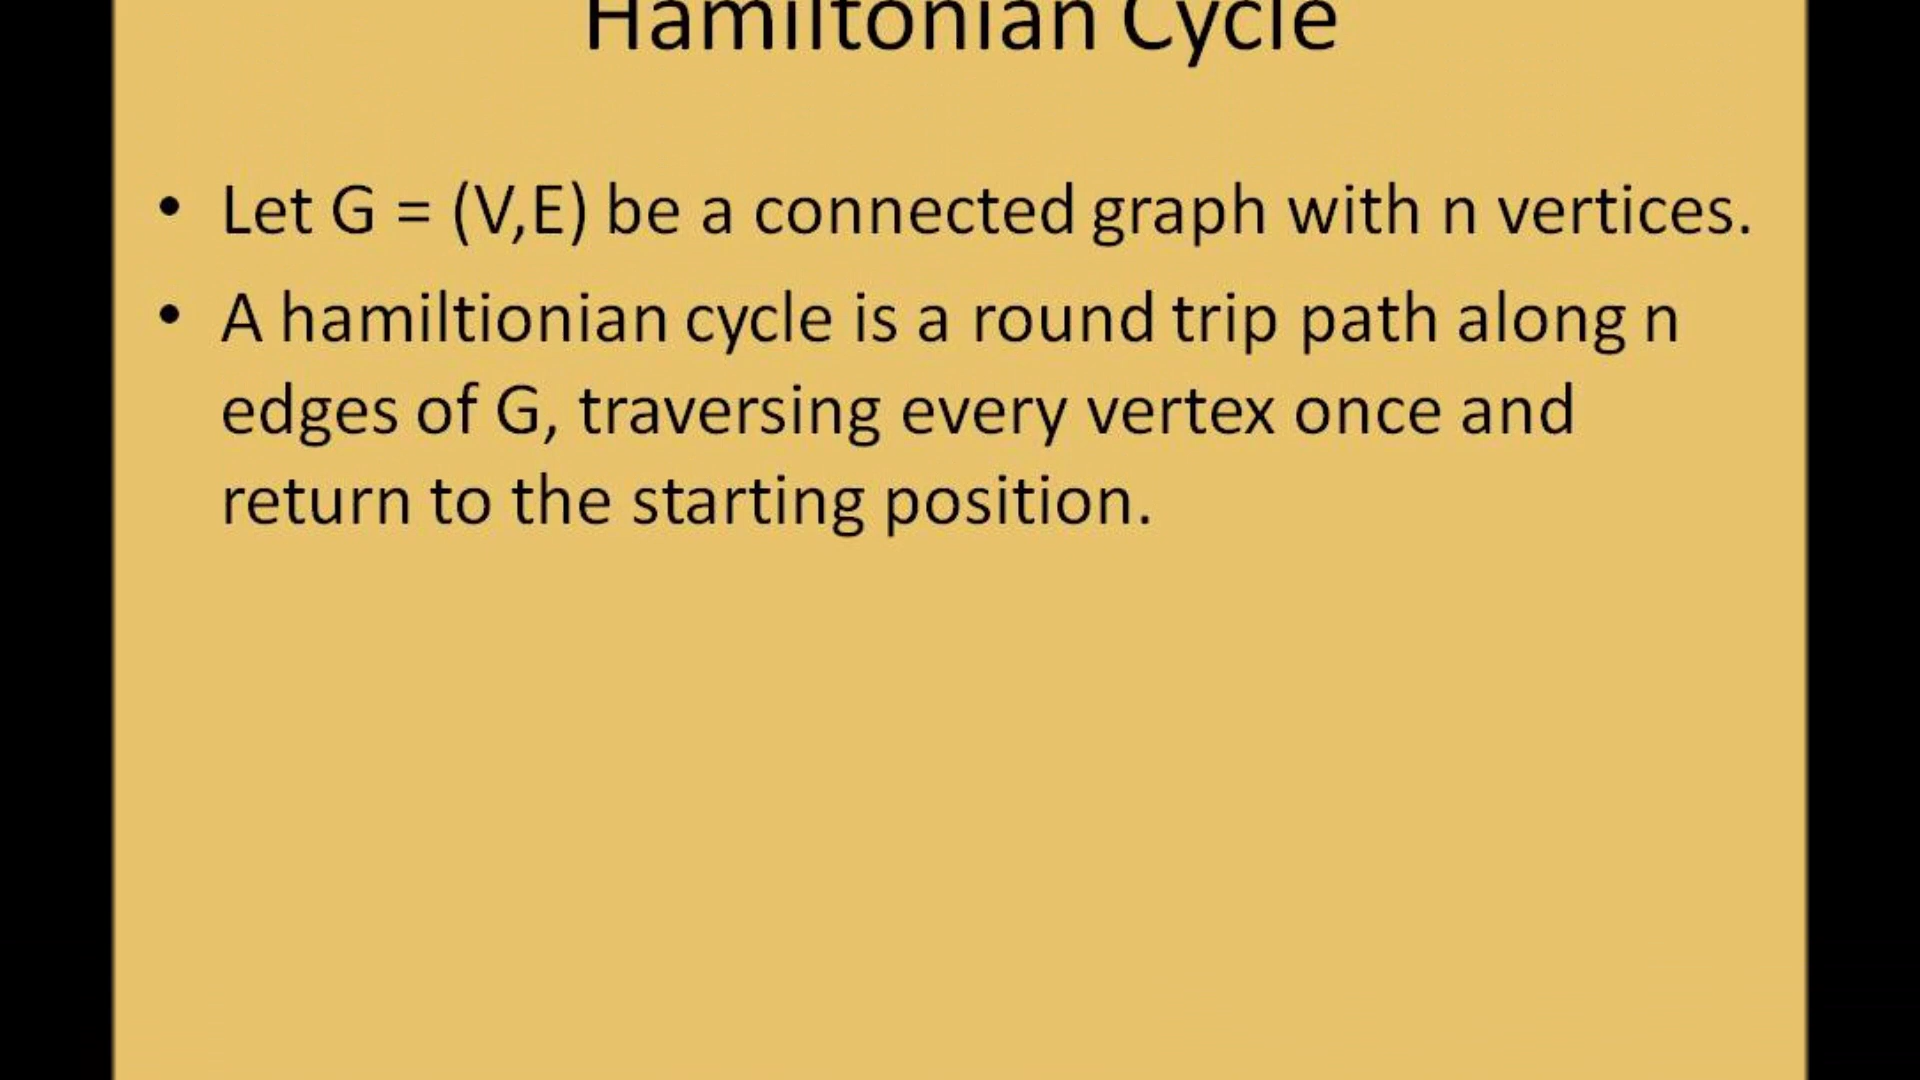 Hamiltonian Cycle
• Let G = (V,E) be a connected graph with n vertices.
• A hamiltionian cycle is a round trip path along n
edges of G, traversing every vertex once and
return to the starting position.